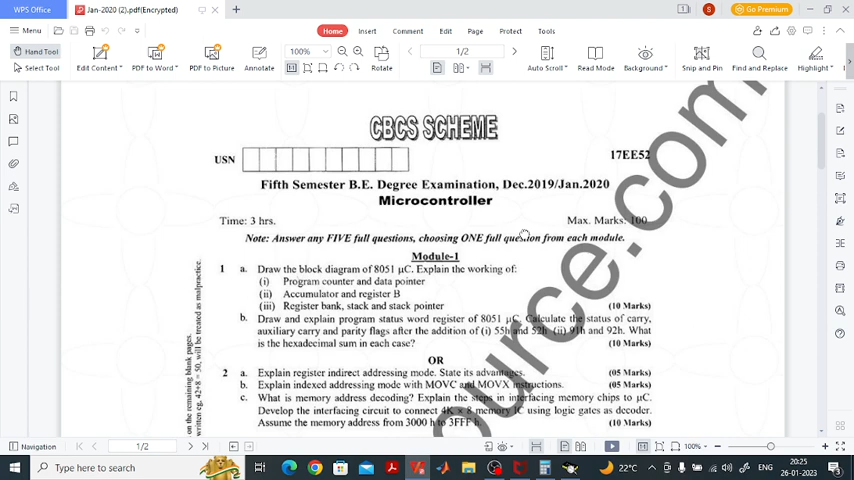 WPS Office
Jan-2020 (2).pdf(Encrypted)
Go Premium
Menu
Home
Insert
Comment
Edit
Page
Protect
Tools
Hand Tool
Select Tool
Edit Content
PDF to Word
PDF to Picture
Annotate
100%
Rotate
1/2
Auto Scroll
Read Mode
Background
Snip and Pin
Find and Replace
Highlight
CBCS SCHEME
USN
17EE52
Fifth Semester B.E. Degree Examination, Dec.2019/Jan.2020
Microcontroller
Time: 3 hrs.
Max. Marks: 100
Note: Answer any FIVE full questions, choosing ONE full question from each module.
Module-1
1 a. Draw the block diagram of 8051 μC. Explain the working of:
(i) Program counter and data pointer
(ii) Accumulator and register B
(iii) Register bank, stack and stack pointer (10 Marks)
b. Draw and explain program status word register of 8051 μC. Calculate the status of carry,
auxiliary carry and parity flags after the addition of (i) 55h and 52h (ii) 91h and 92h. What
is the hexadecimal sum in each case? (10 Marks)
OR
2 a. Explain register indirect addressing mode. State its advantages. (05 Marks)
b. Explain indexed addressing mode with MOVC and MOVX instructions. (05 Marks)
c. What is memory address decoding? Explain the steps in interfacing memory chips to μC.
Develop the interfacing circuit to connect 4K × 8 memory IC using logic gates as decoder.
Assume the memory address from 3000 h to 3FFF h. (10 Marks)
on the remaining blank pages.
written eg, 42+8 = 50, will be treated as malpractice.
ource.com
Navigation
1/2
100%
Type here to search
22°C
ENG
20:25
26-01-2023